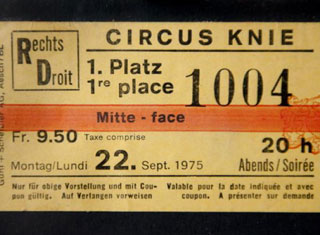 Rechts
Droit
CIRCUS KNIE
1. Platz
1re place
1004
Mitte - face
Fr. 9.50 Taxe comprise
20 h
Montag/Lundi 22. Sept. 1975
Abends/Soirée
Nur für obige Vorstellung und mit Cou-
pon gültig. Auf Verlangen vorweisen
Valable pour la date indiquée et avec
coupon. A présenter sur demande